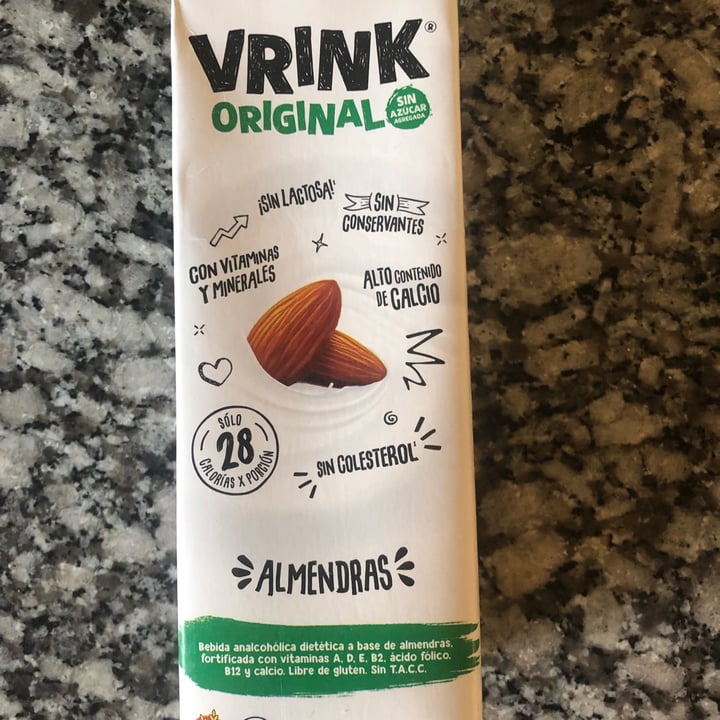 VRINK®
ORIGINAL
SIN
AZÚCAR
AGREGADA
¡SIN LACTOSA!
SIN
CONSERVANTES
CON VITAMINAS
Y MINERALES
ALTO CONTENIDO
DE CALCIO
SÓLO
28
CALORÍAS X PORCIÓN
SIN COLESTEROL
ALMENDRAS
Bebida analcohólica dietética a base de almendras,
fortificada con vitaminas A, D, E, B2, ácido fólico,
B12 y calcio. Libre de gluten. Sin T.A.C.C.